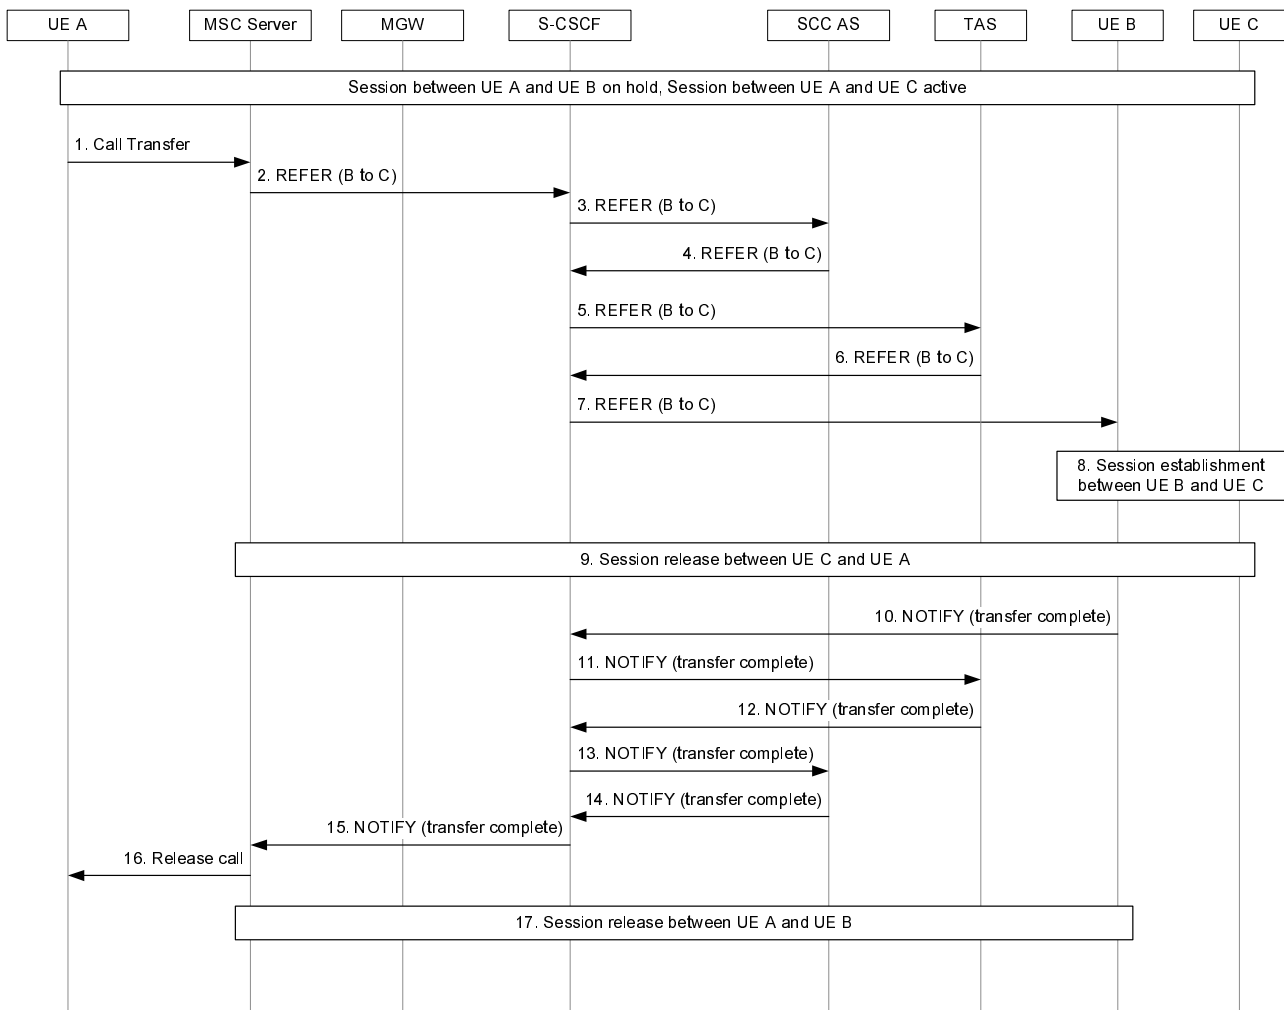 UE A
MSC Server
MGW
S-CSCF
SCC AS
TAS
UE B
UE C
Session between UE A and UE B on hold, Session between UE A and UE C active
1. Call Transfer
2. REFER (B to C)
3. REFER (B to C)
4. REFER (B to C)
5. REFER (B to C)
6. REFER (B to C)
7. REFER (B to C)
8. Session establishment
between UE B and UE C
9. Session release between UE C and UE A
10. NOTIFY (transfer complete)
11. NOTIFY (transfer complete)
12. NOTIFY (transfer complete)
13. NOTIFY (transfer complete)
14. NOTIFY (transfer complete)
15. NOTIFY (transfer complete)
16. Release call
17. Session release between UE A and UE B